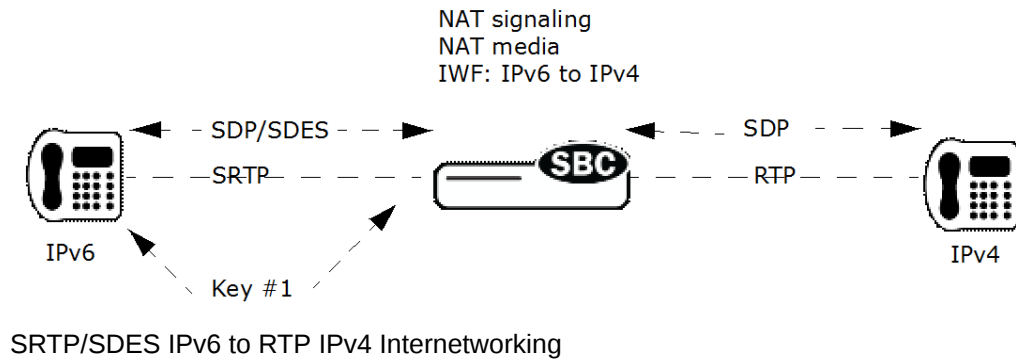 NAT signaling
NAT media
IWF: IPv6 to IPv4
SDP/SDES
SDP
SRTP
SBC
RTP
IPv6
IPv4
Key #1
SRTP/SDES IPv6 to RTP IPv4 Internetworking